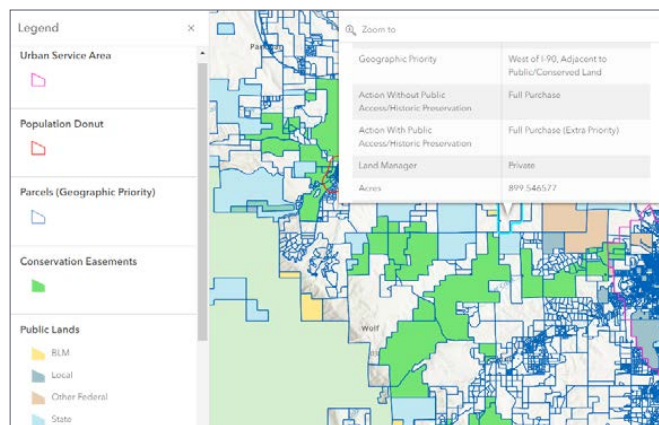 Legend ×
Urban Service Area
Population Donut
Parcels (Geographic Priority)
Conservation Easements
Public Lands
BLM
Local
Other Federal
State
Zoom to
Geographic Priority West of I-90, Adjacent to
Public/Conserved Land
Action Without Public Full Purchase
Access/Historic Preservation
Action With Public Full Purchase (Extra Priority)
Access/Historic Preservation
Land Manager Private
Acres 899.546577
Wolf